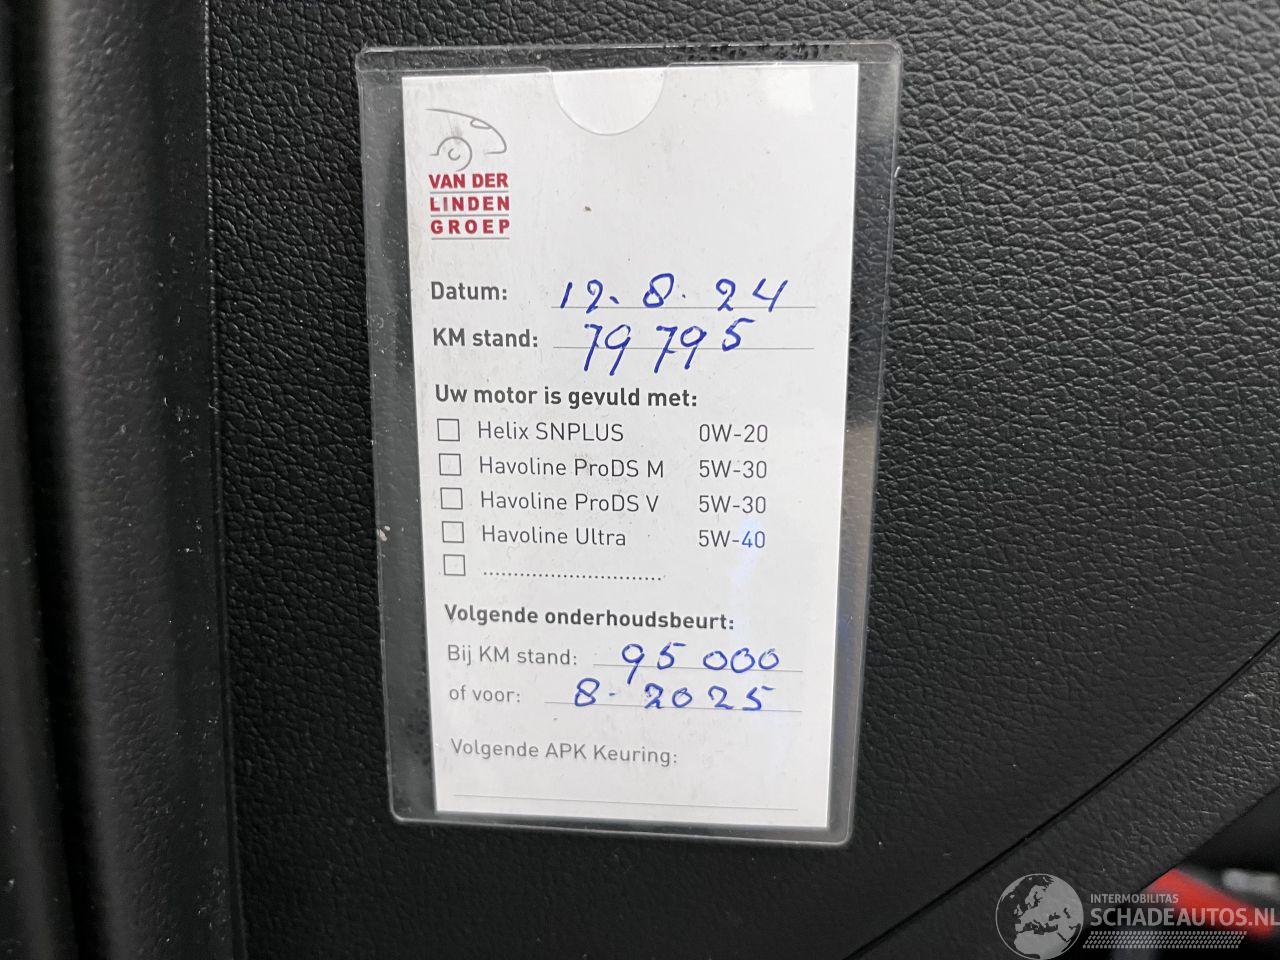 VAN DER
LINDEN
GROEP
Datum: 12.8.24
KM stand: 79795
Uw motor is gevuld met:
Helix SNPLUS 0W-20
Havoline ProDS M 5W-30
Havoline ProDS V 5W-30
Havoline Ultra 5W-40
..............................
Volgende onderhoudsbeurt:
Bij KM stand: 95 000
of voor: 8-2025
Volgende APK Keuring:
INTERMOBILITAS
SCHADEAUTOS.NL